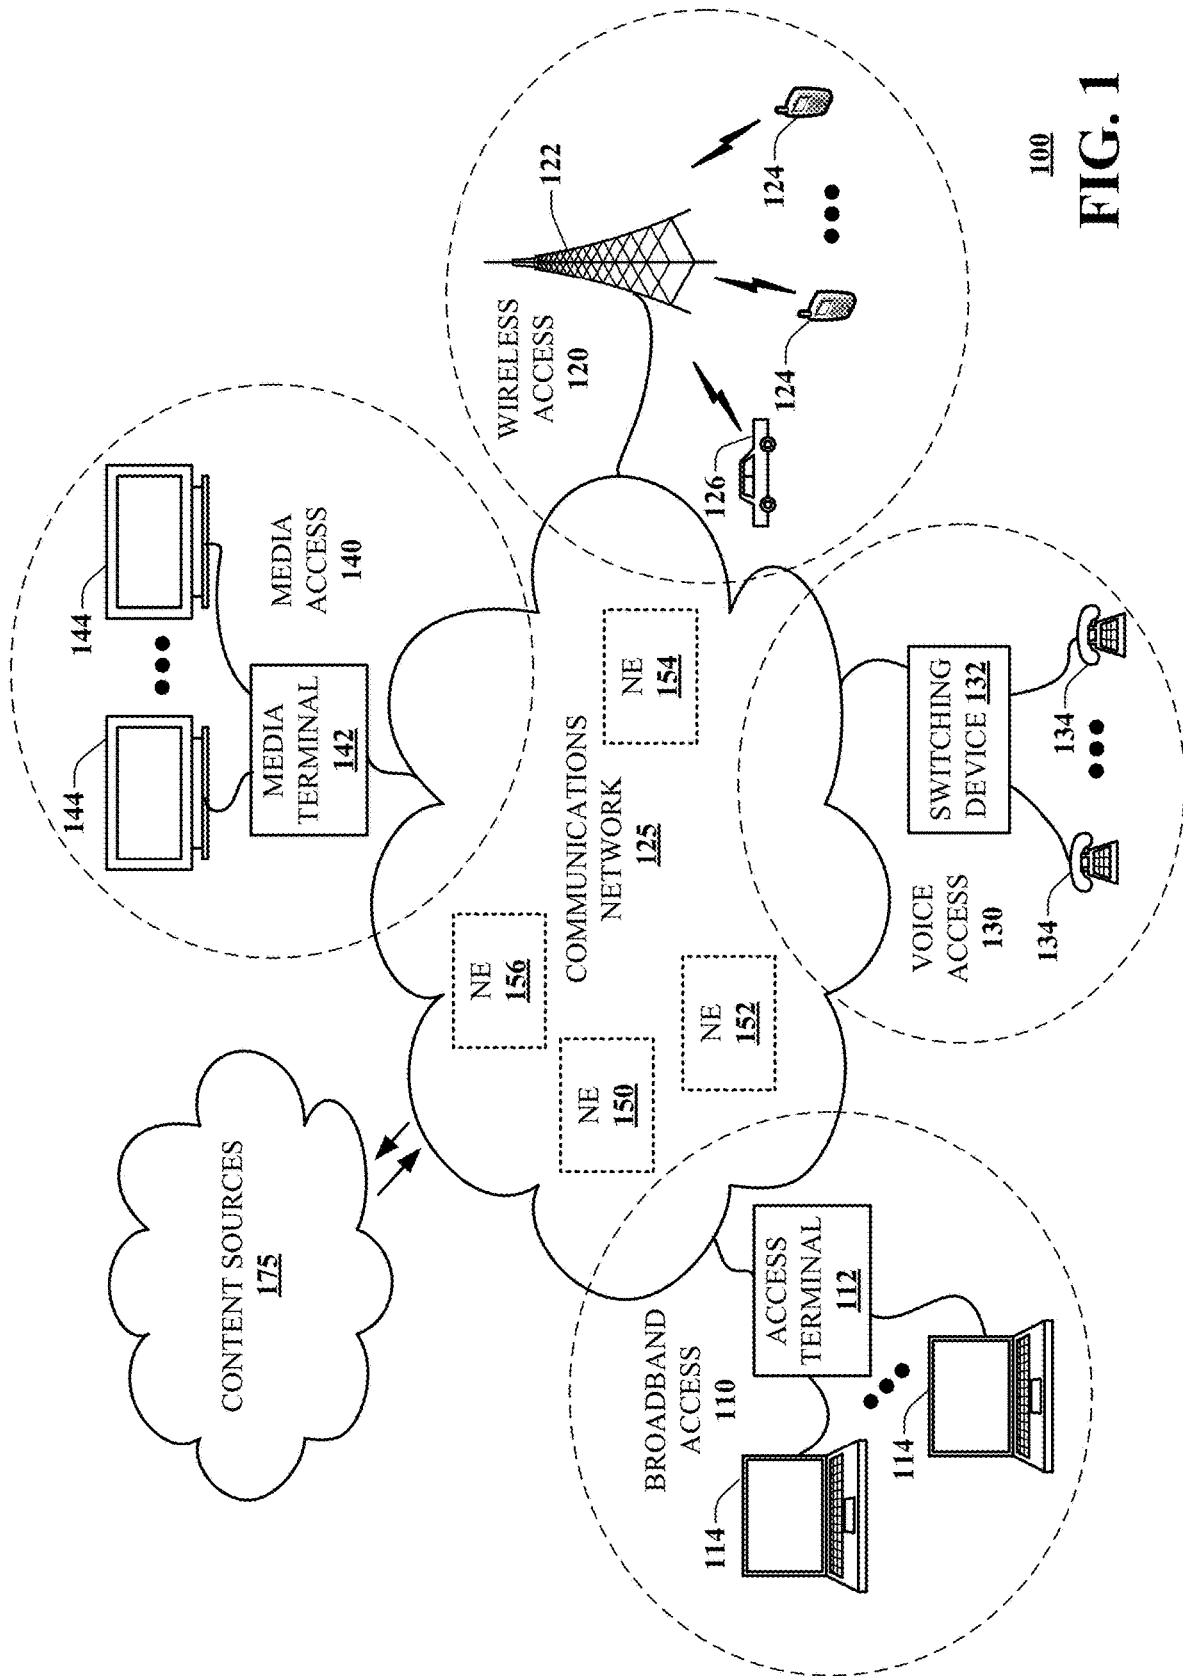 CONTENT SOURCES
175
144
144
MEDIA
TERMINAL
142
MEDIA
ACCESS
140
NE
156
NE
150
NE
152
COMMUNICATIONS
NETWORK
125
NE
154
WIRELESS
ACCESS
120
122
124
124
126
BROADBAND
ACCESS
110
ACCESS
TERMINAL
112
114
114
VOICE
ACCESS
130
SWITCHING
DEVICE 132
134
134
100
FIG. 1